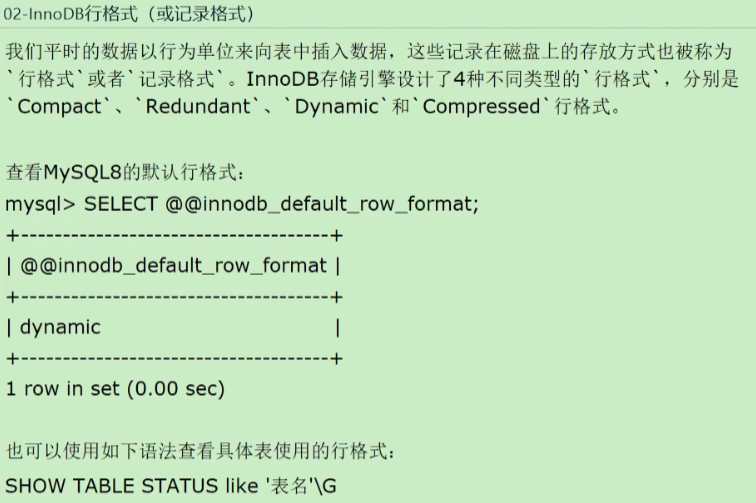 02-InnoDB行格式（或记录格式）
我们平时的数据以行为单位来向表中插入数据，这些记录在磁盘上的存放方式也被称为
`行格式`或者`记录格式`。InnoDB存储引擎设计了4种不同类型的`行格式`，分别是
`Compact`、`Redundant`、`Dynamic`和`Compressed`行格式。
查看MySQL8的默认行格式：
mysql> SELECT @@innodb_default_row_format;
+-----------------------------------+
| @@innodb_default_row_format |
+-----------------------------------+
| dynamic                                   |
+-----------------------------------+
1 row in set (0.00 sec)
也可以使用如下语法查看具体表使用的行格式：
SHOW TABLE STATUS like '表名'\G